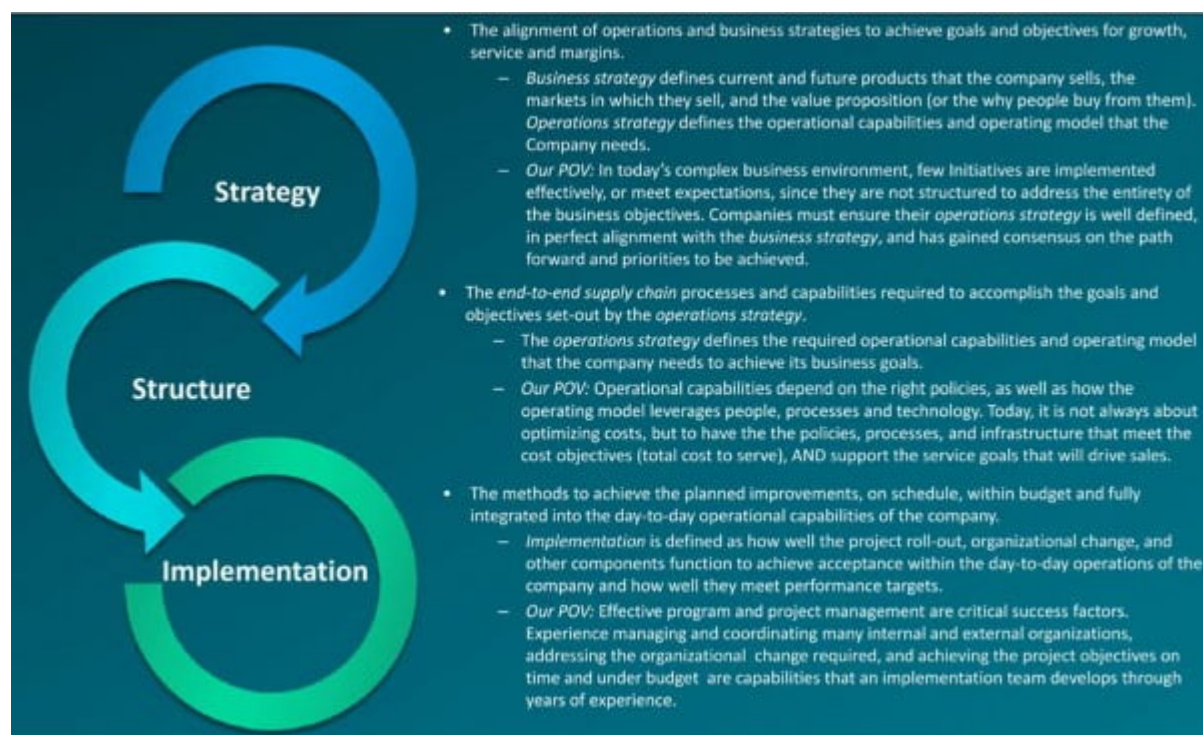 Strategy
• The alignment of operations and business strategies to achieve goals and objectives for growth,
service and margins.
– Business strategy defines current and future products that the company sells, the
markets in which they sell, and the value proposition (or the why people buy from them).
Operations strategy defines the operational capabilities and operating model that the
Company needs.
– Our POV: In today's complex business environment, few Initiatives are implemented
effectively, or meet expectations, since they are not structured to address the entirety of
the business objectives. Companies must ensure their operations strategy is well defined,
in perfect alignment with the business strategy, and has gained consensus on the path
forward and priorities to be achieved.
Structure
• The end-to-end supply chain processes and capabilities required to accomplish the goals and
objectives set-out by the operations strategy.
– The operations strategy defines the required operational capabilities and operating model
that the company needs to achieve its business goals.
– Our POV: Operational capabilities depend on the right policies, as well as how the
operating model leverages people, processes and technology. Today, it is not always about
optimizing costs, but to have the the policies, processes, and infrastructure that meet the
cost objectives (total cost to serve), AND support the service goals that will drive sales.
Implementation
• The methods to achieve the planned improvements, on schedule, within budget and fully
integrated into the day-to-day operational capabilities of the company.
– Implementation is defined as how well the project roll-out, organizational change, and
other components function to achieve acceptance within the day-to-day operations of the
company and how well they meet performance targets.
– Our POV: Effective program and project management are critical success factors.
Experience managing and coordinating many internal and external organizations,
addressing the organizational change required, and achieving the project objectives on
time and under budget are capabilities that an implementation team develops through
years of experience.